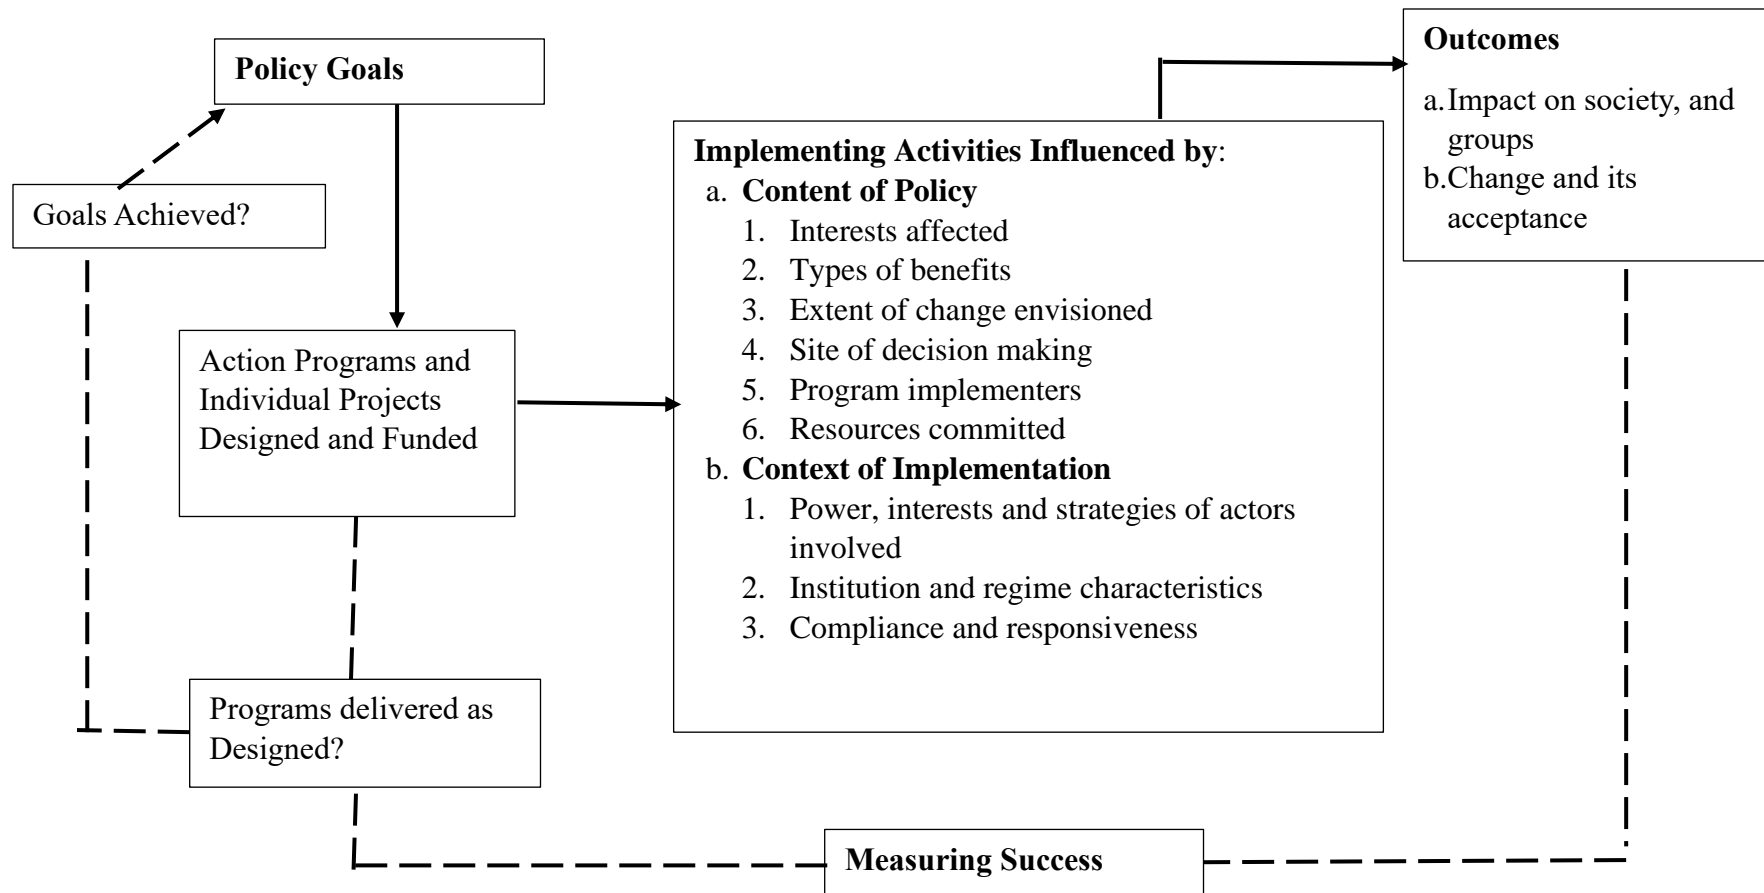 Policy Goals
Goals Achieved?
Action Programs and
Individual Projects
Designed and Funded
Programs delivered as
Designed?
Implementing Activities Influenced by:
a. Content of Policy
1. Interests affected
2. Types of benefits
3. Extent of change envisioned
4. Site of decision making
5. Program implementers
6. Resources committed
b. Context of Implementation
1. Power, interests and strategies of actors
involved
2. Institution and regime characteristics
3. Compliance and responsiveness
Outcomes
a.Impact on society, and
groups
b.Change and its
acceptance
Measuring Success